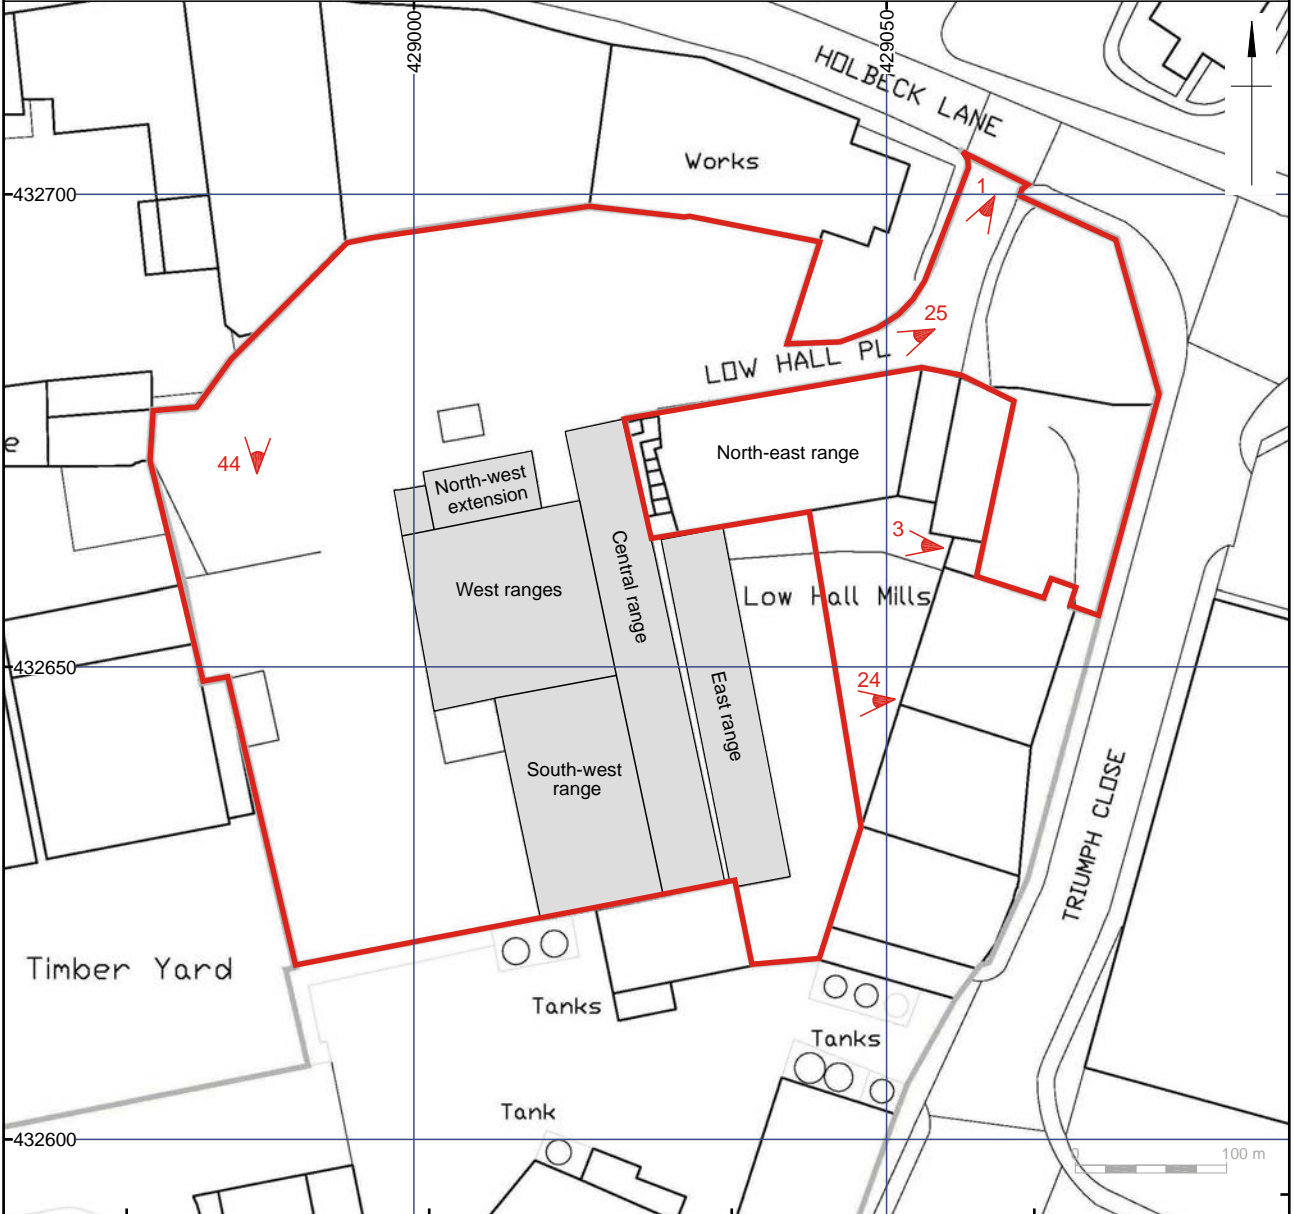 429000
429050
HOLBECK LANE
Works
1
432700
25
LOW HALL PL
e
44
North-west
extension
North-east range
Central range
3
West ranges
Low Hall Mills
432650
24
East range
South-west
range
TRIUMPH CLOSE
Timber Yard
Tanks
Tanks
Tank
432600
0
100 m